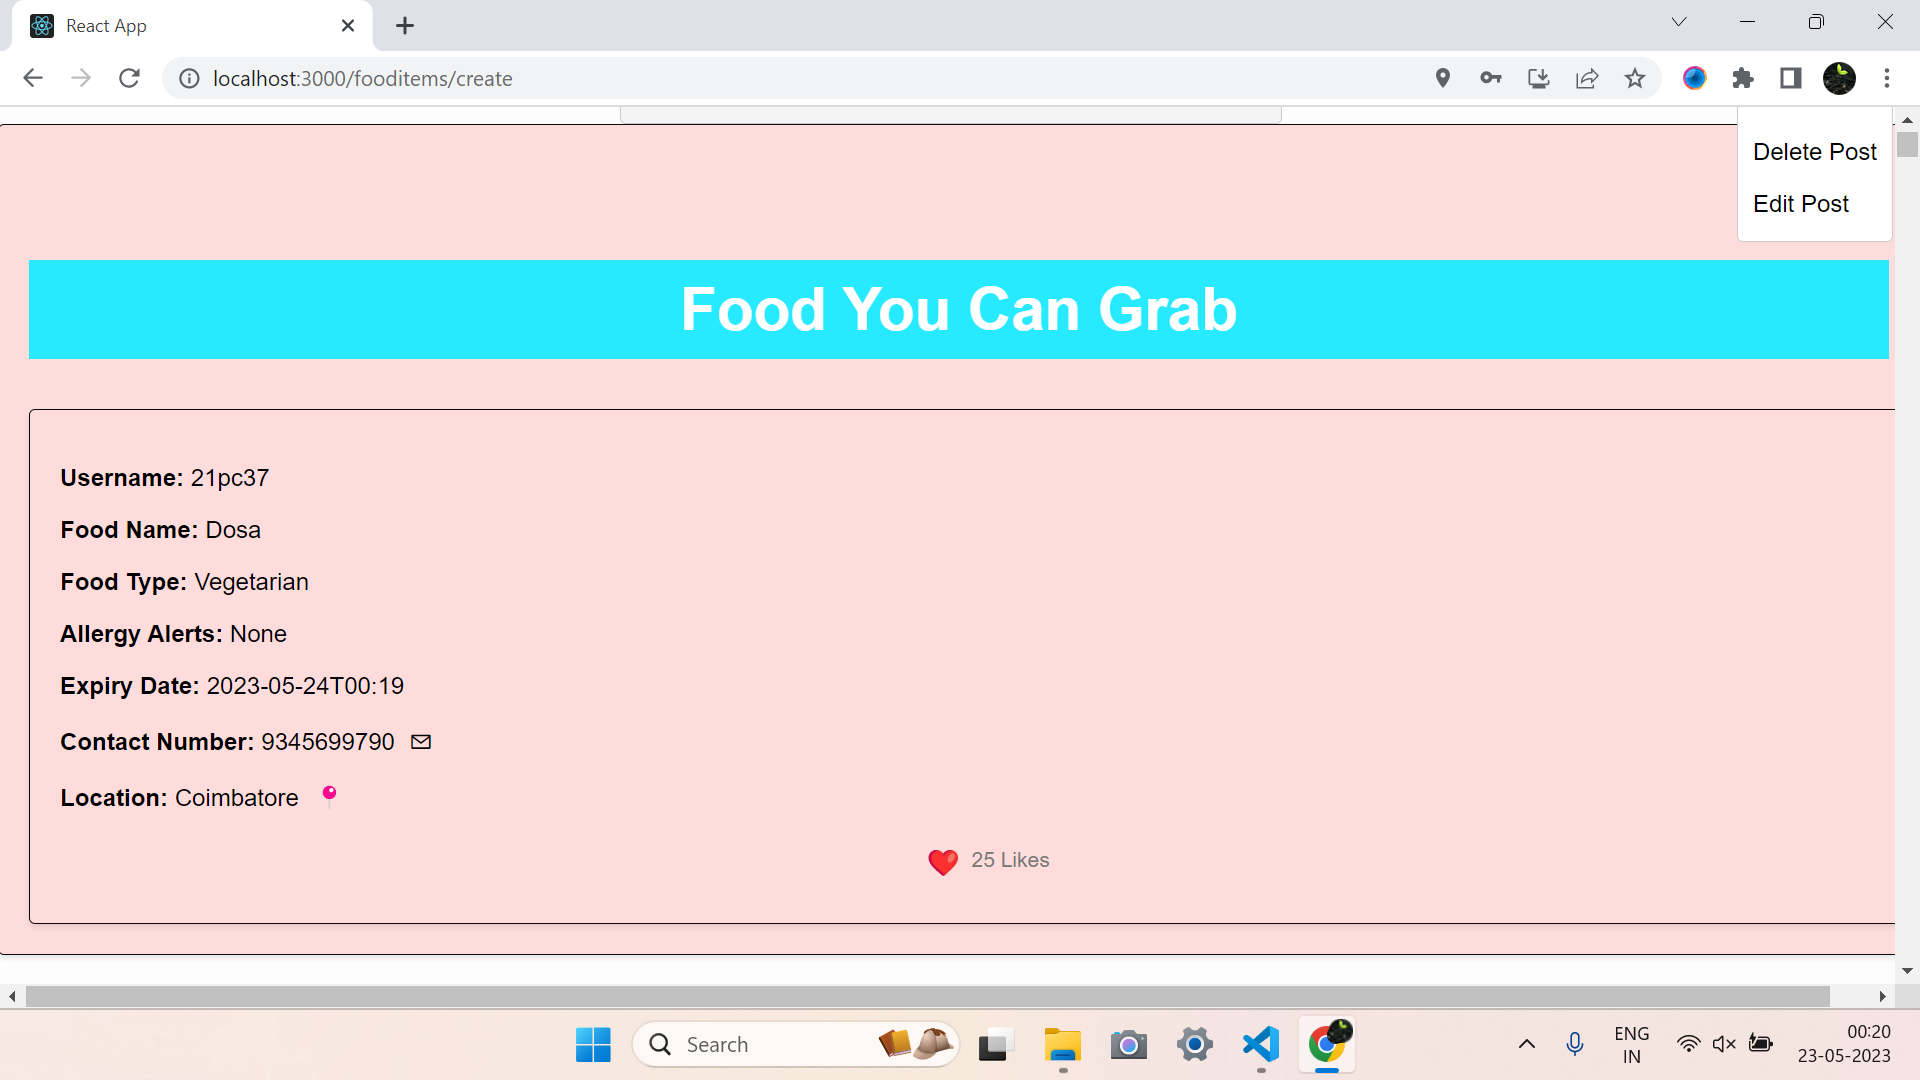 React App
localhost:3000/fooditems/create
Delete Post
Edit Post
Food You Can Grab
Username: 21pc37
Food Name: Dosa
Food Type: Vegetarian
Allergy Alerts: None
Expiry Date: 2023-05-24T00:19
Contact Number: 9345699790
Location: Coimbatore
25 Likes
Search
ENG
IN
00:20
23-05-2023